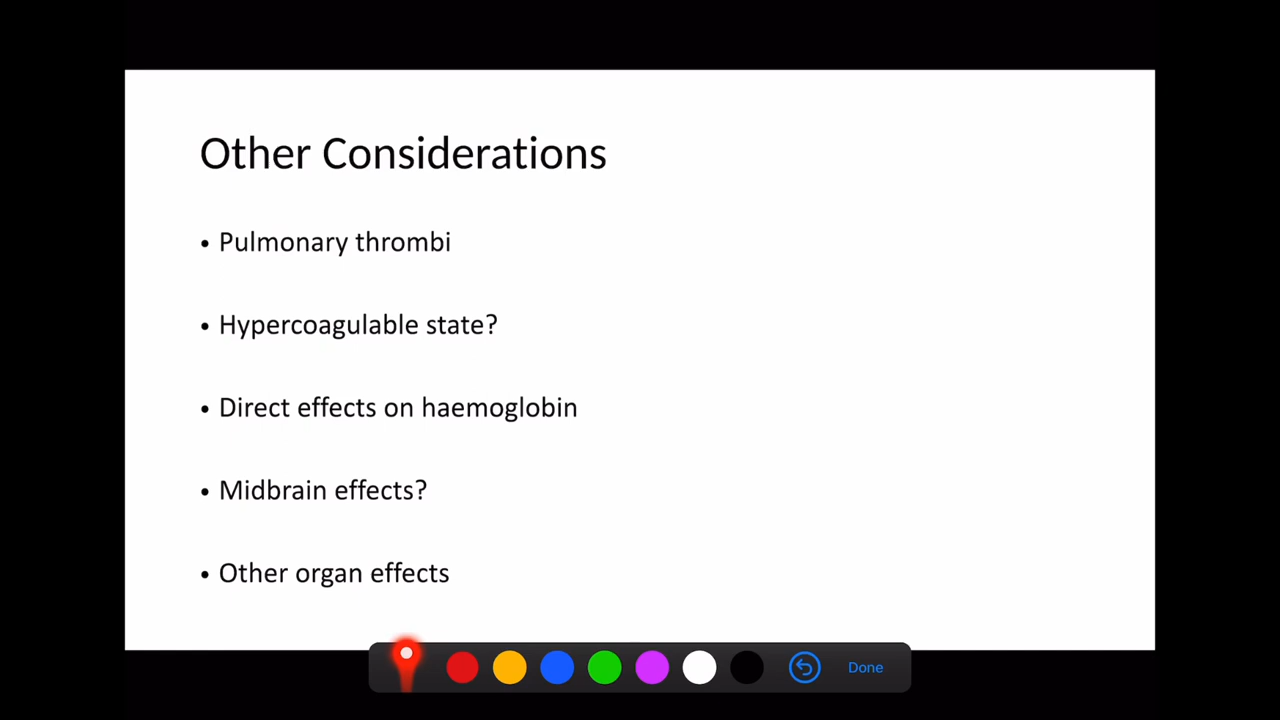 Other Considerations
• Pulmonary thrombi
• Hypercoagulable state?
• Direct effects on haemoglobin
• Midbrain effects?
• Other organ effects
Done